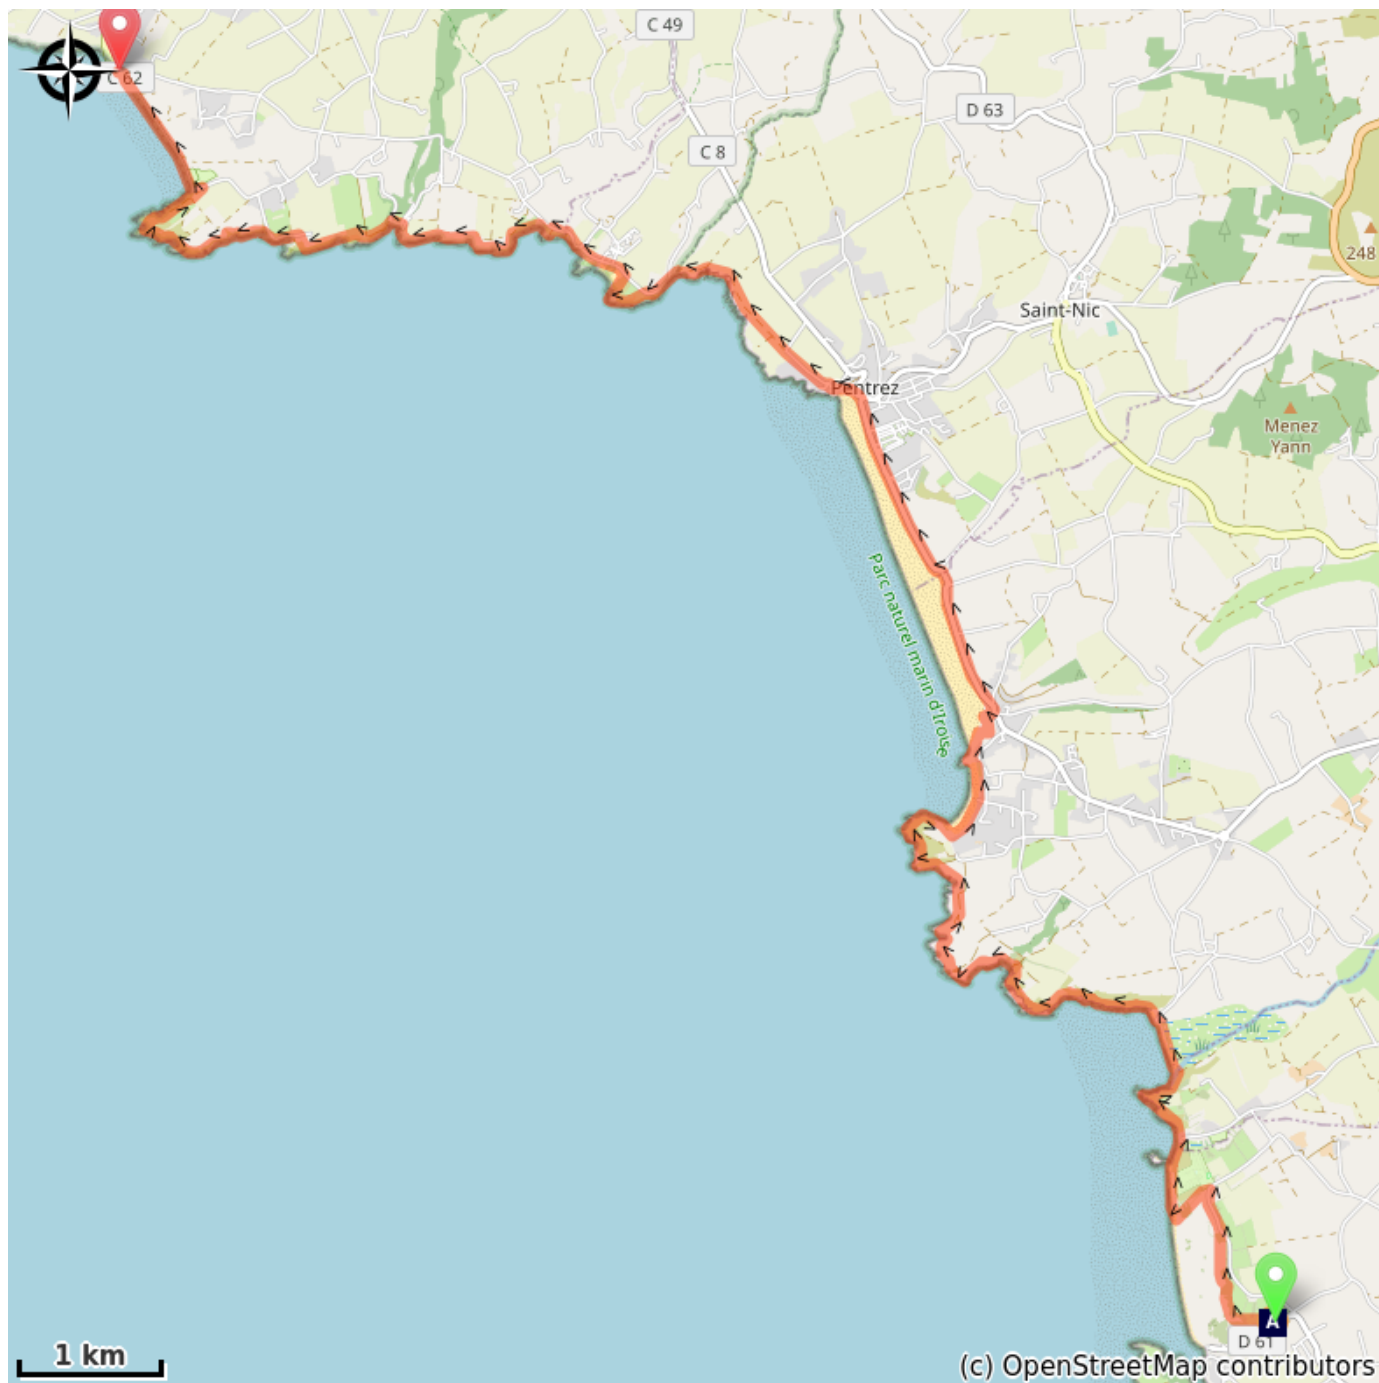 C 49
C 62
D 63
C 8
248
Saint-Nic
Pentrez
Menez
Yann
Parc naturel marin d'Iroise
A
D 61
1 km
(c) OpenStreetMap contributors